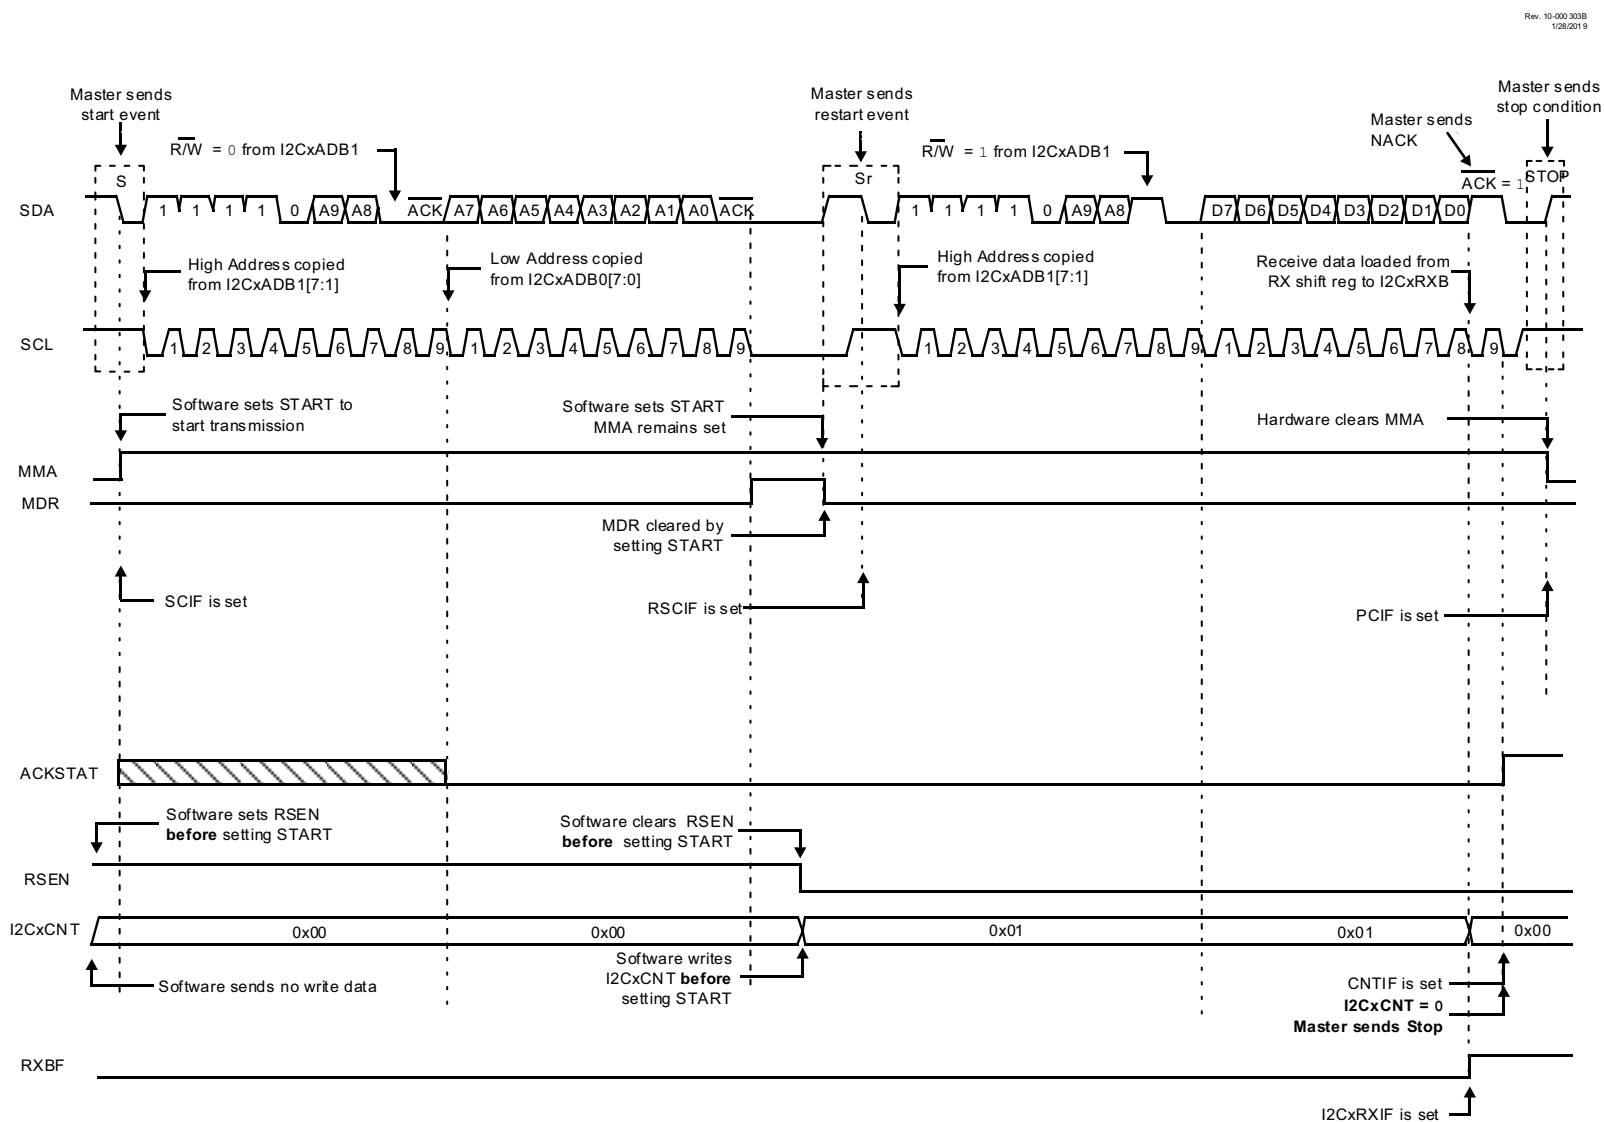 Rev. 10-000303B
1/28/2019
Master sends
start event
Master sends
restart event
Master sends
stop condition
Master sends
NACK
R/W = 0 from I2CxADB1
R/W = 1 from I2CxADB1
S
Sr
ACK = 1
STOP
SDA
1 1 1 1 0 A9 A8 ACK A7 A6 A5 A4 A3 A2 A1 A0 ACK 1 1 1 1 0 A9 A8 D7 D6 D5 D4 D3 D2 D1 D0
High Address copied
from I2CxADB1[7:1]
Low Address copied
from I2CxADB0[7:0]
High Address copied
from I2CxADB1[7:1]
Receive data loaded from
RX shift reg to I2CxRXB
SCL
1 2 3 4 5 6 7 8 9 1 2 3 4 5 6 7 8 9 1 2 3 4 5 6 7 8 9 1 2 3 4 5 6 7 8 9
Software sets START to
start transmission
Software sets START
MMA remains set
Hardware clears MMA
MMA
MDR
MDR cleared by
setting START
SCIF is set
RSCIF is set
PCIF is set
ACKSTAT
Software sets RSEN
before setting START
Software clears RSEN
before setting START
RSEN
I2CxCNT
0x00 0x00 0x01 0x01 0x00
Software sends no write data
Software writes
I2CxCNT before
setting START
CNTIF is set
I2CxCNT = 0
Master sends Stop
RXBF
I2CxRXIF is set